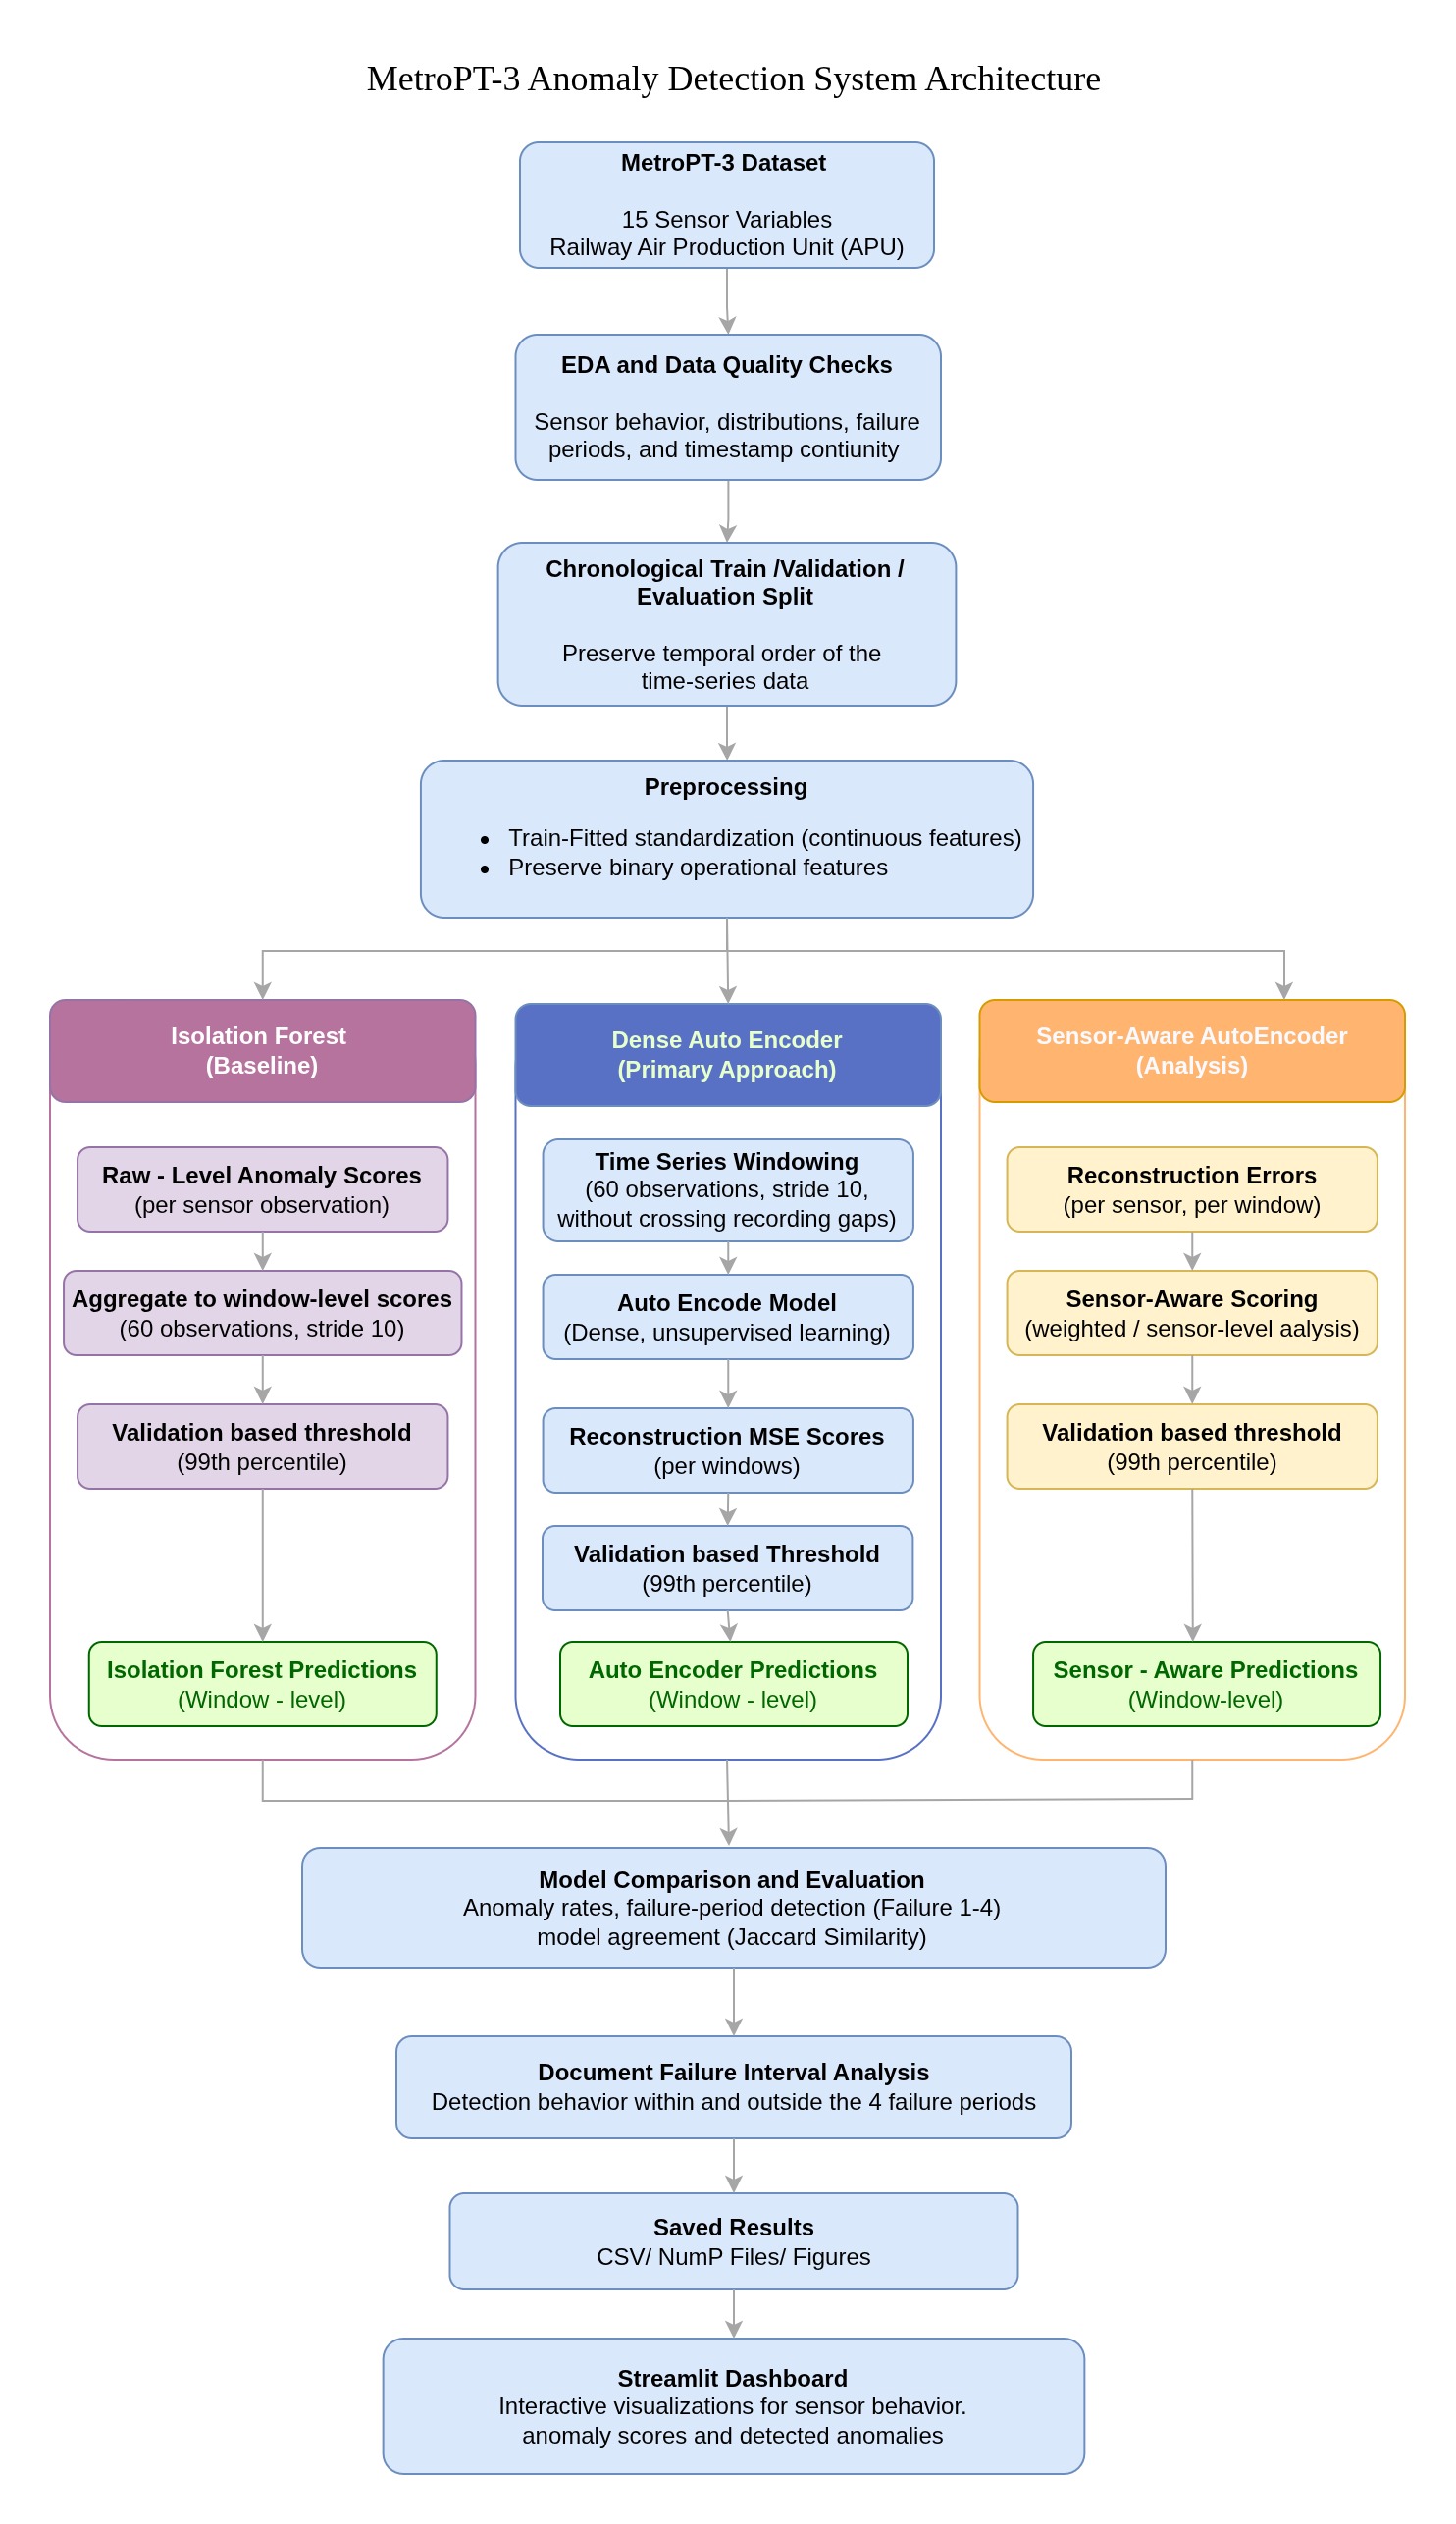 MetroPT-3 Anomaly Detection System Architecture
MetroPT-3 Dataset
15 Sensor Variables
Railway Air Production Unit (APU)
EDA and Data Quality Checks
Sensor behavior, distributions, failure
periods, and timestamp contiunity
Chronological Train /Validation /
Evaluation Split
Preserve temporal order of the
time-series data
Preprocessing
• Train-Fitted standardization (continuous features)
• Preserve binary operational features
Isolation Forest
(Baseline)
Raw - Level Anomaly Scores
(per sensor observation)
Aggregate to window-level scores
(60 observations, stride 10)
Validation based threshold
(99th percentile)
Isolation Forest Predictions
(Window - level)
Dense Auto Encoder
(Primary Approach)
Time Series Windowing
(60 observations, stride 10,
without crossing recording gaps)
Auto Encode Model
(Dense, unsupervised learning)
Reconstruction MSE Scores
(per windows)
Validation based Threshold
(99th percentile)
Auto Encoder Predictions
(Window - level)
Sensor-Aware AutoEncoder
(Analysis)
Reconstruction Errors
(per sensor, per window)
Sensor-Aware Scoring
(weighted / sensor-level aalysis)
Validation based threshold
(99th percentile)
Sensor - Aware Predictions
(Window-level)
Model Comparison and Evaluation
Anomaly rates, failure-period detection (Failure 1-4)
model agreement (Jaccard Similarity)
Document Failure Interval Analysis
Detection behavior within and outside the 4 failure periods
Saved Results
CSV/ NumP Files/ Figures
Streamlit Dashboard
Interactive visualizations for sensor behavior.
anomaly scores and detected anomalies